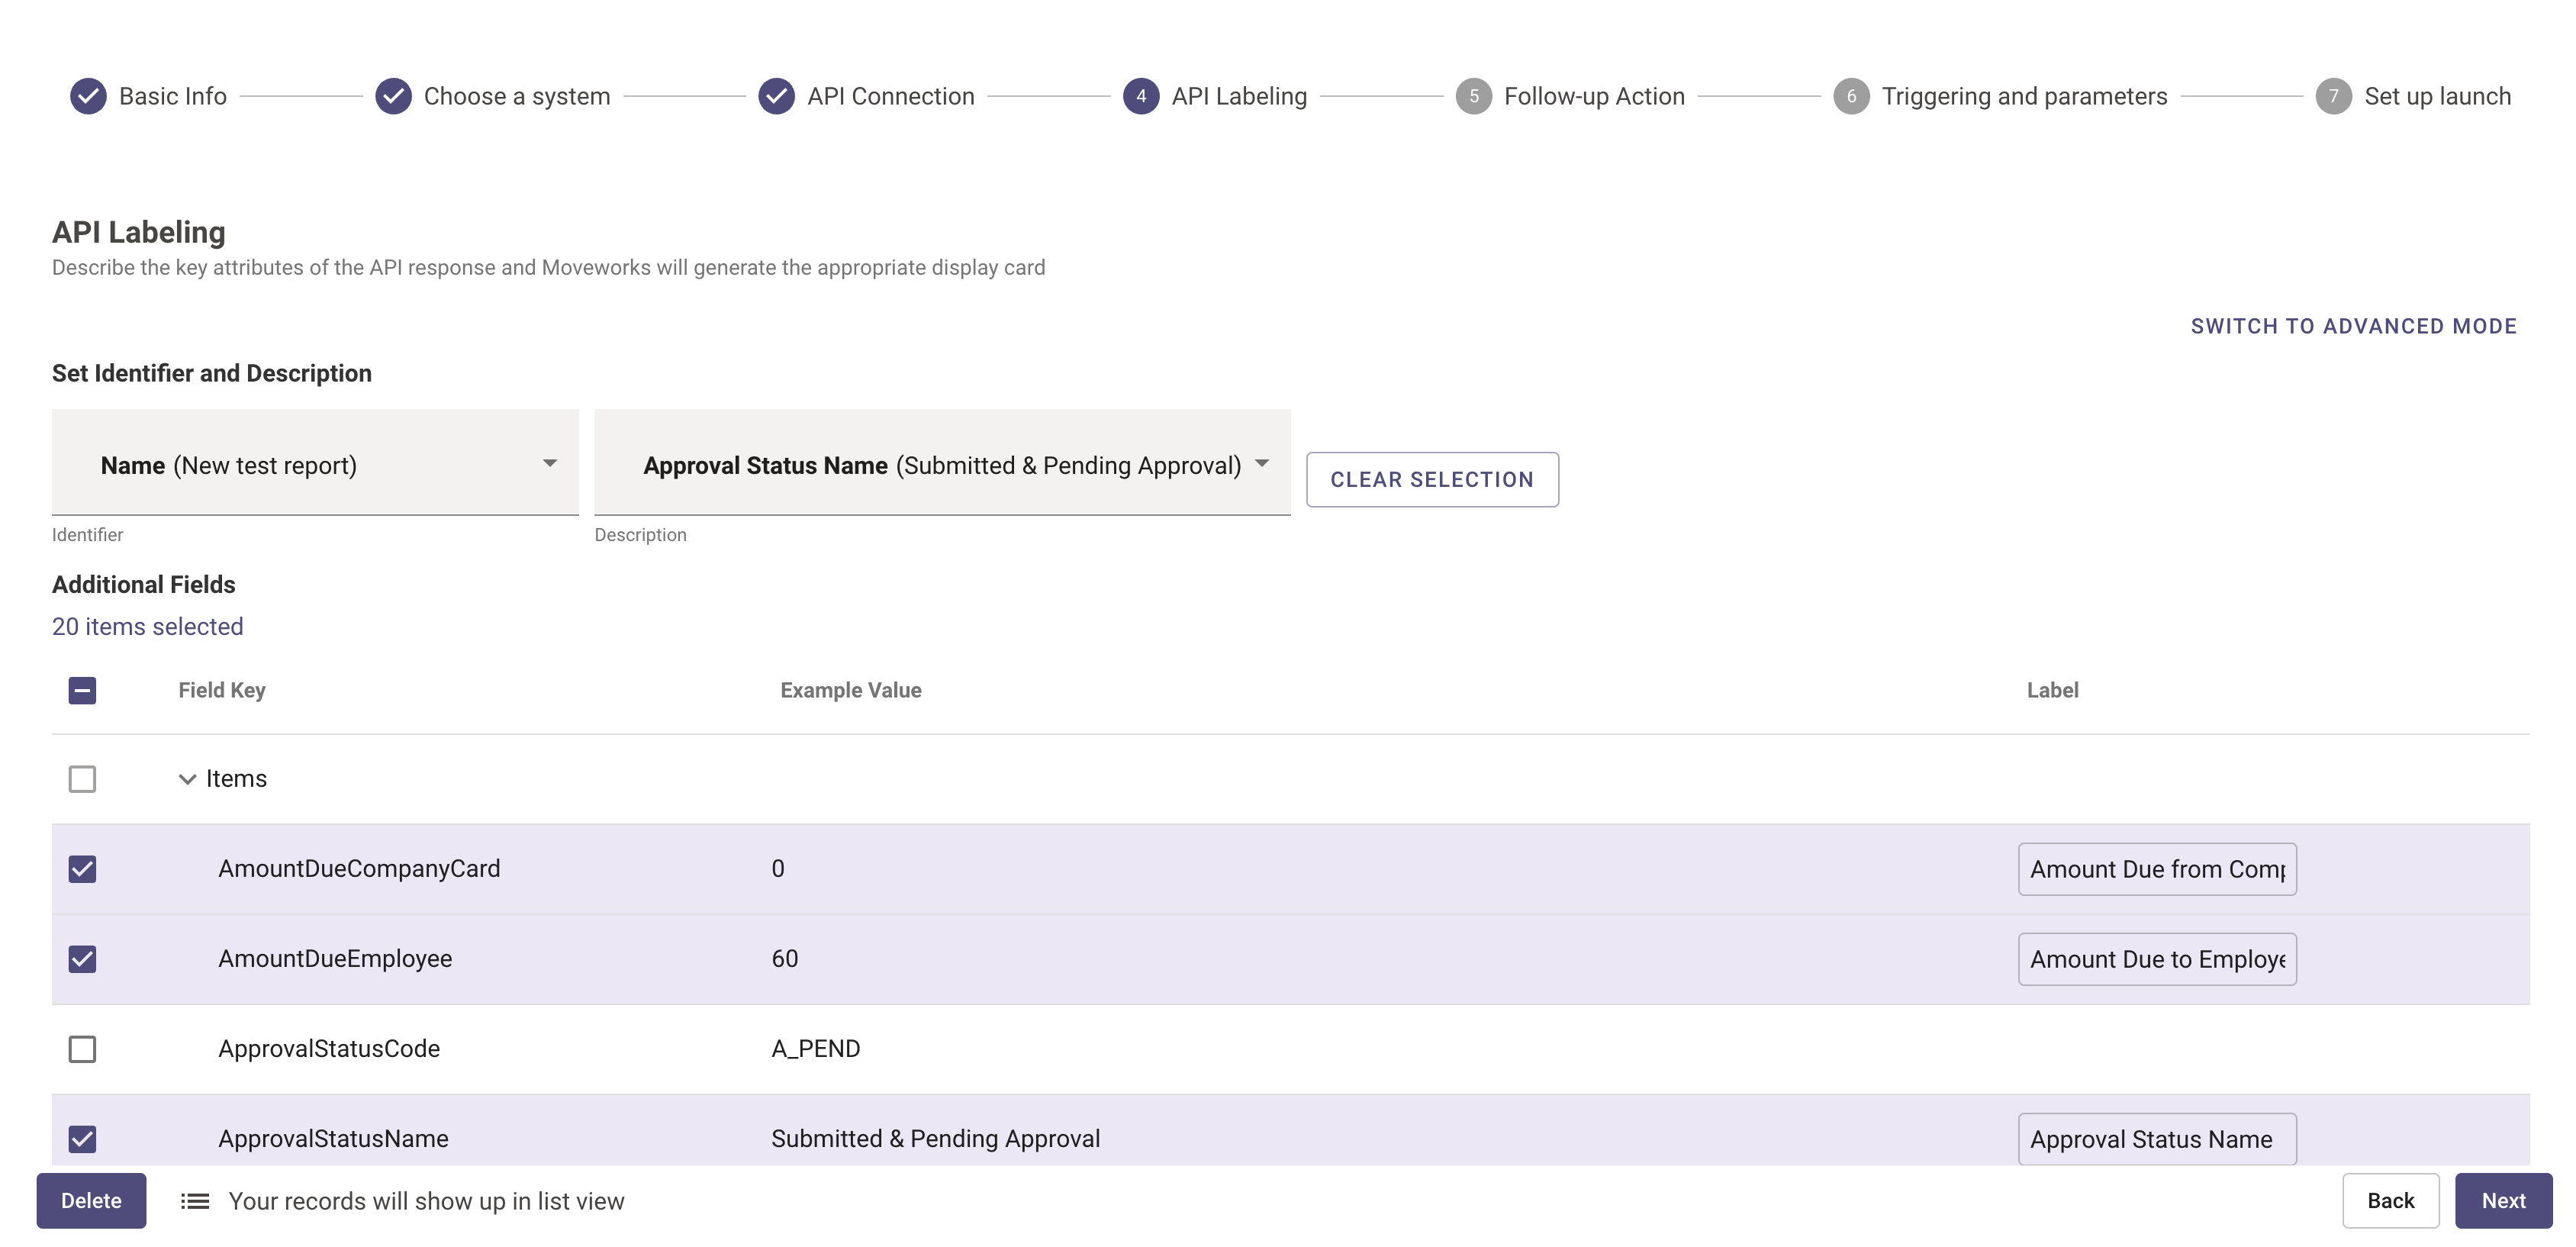 Basic Info
Choose a system
API Connection
4 API Labeling
5 Follow-up Action
6 Triggering and parameters
7 Set up launch
API Labeling
Describe the key attributes of the API response and Moveworks will generate the appropriate display card
SWITCH TO ADVANCED MODE
Set Identifier and Description
Name (New test report)
Approval Status Name (Submitted & Pending Approval)
CLEAR SELECTION
Identifier
Description
Additional Fields
20 items selected
Field Key Example Value Label
Items
AmountDueCompanyCard 0 Amount Due from Comp
AmountDueEmployee 60 Amount Due to Employe
ApprovalStatusCode A_PEND
ApprovalStatusName Submitted & Pending Approval Approval Status Name
Delete
Your records will show up in list view
Back
Next